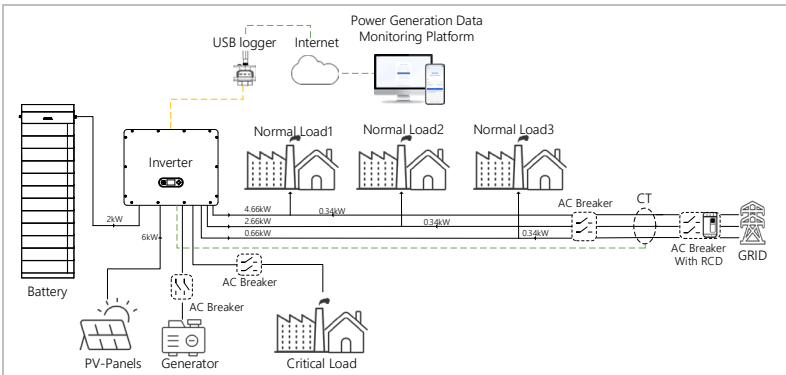 Power Generation Data
Monitoring Platform
USB logger
Internet
Normal Load1
Normal Load2
Normal Load3
Inverter
4.66kW
0.34kW
2.66kW
0.34kW
0.66kW
0.34kW
AC Breaker
CT
2kW
6kW
AC Breaker
With RCD
GRID
AC Breaker
Battery
AC Breaker
PV-Panels
Generator
Critical Load